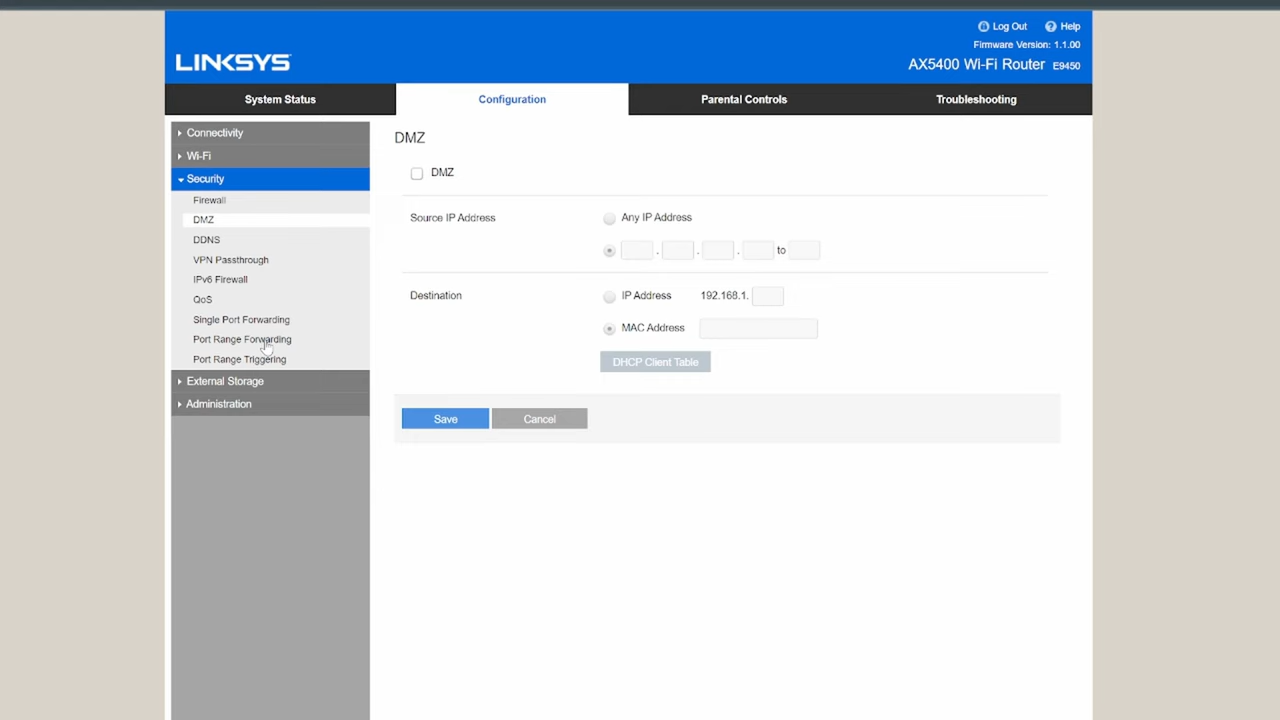 Log Out
Help
Firmware Version: 1.1.00
LINKSYS
AX5400 Wi-Fi Router E9450
System Status
Configuration
Parental Controls
Troubleshooting
Connectivity
Wi-Fi
Security
Firewall
DMZ
DDNS
VPN Passthrough
IPv6 Firewall
QoS
Single Port Forwarding
Port Range Forwarding
Port Range Triggering
External Storage
Administration
DMZ
DMZ
Source IP Address
Any IP Address
. . . to
Destination
IP Address 192.168.1.
MAC Address
DHCP Client Table
Save
Cancel